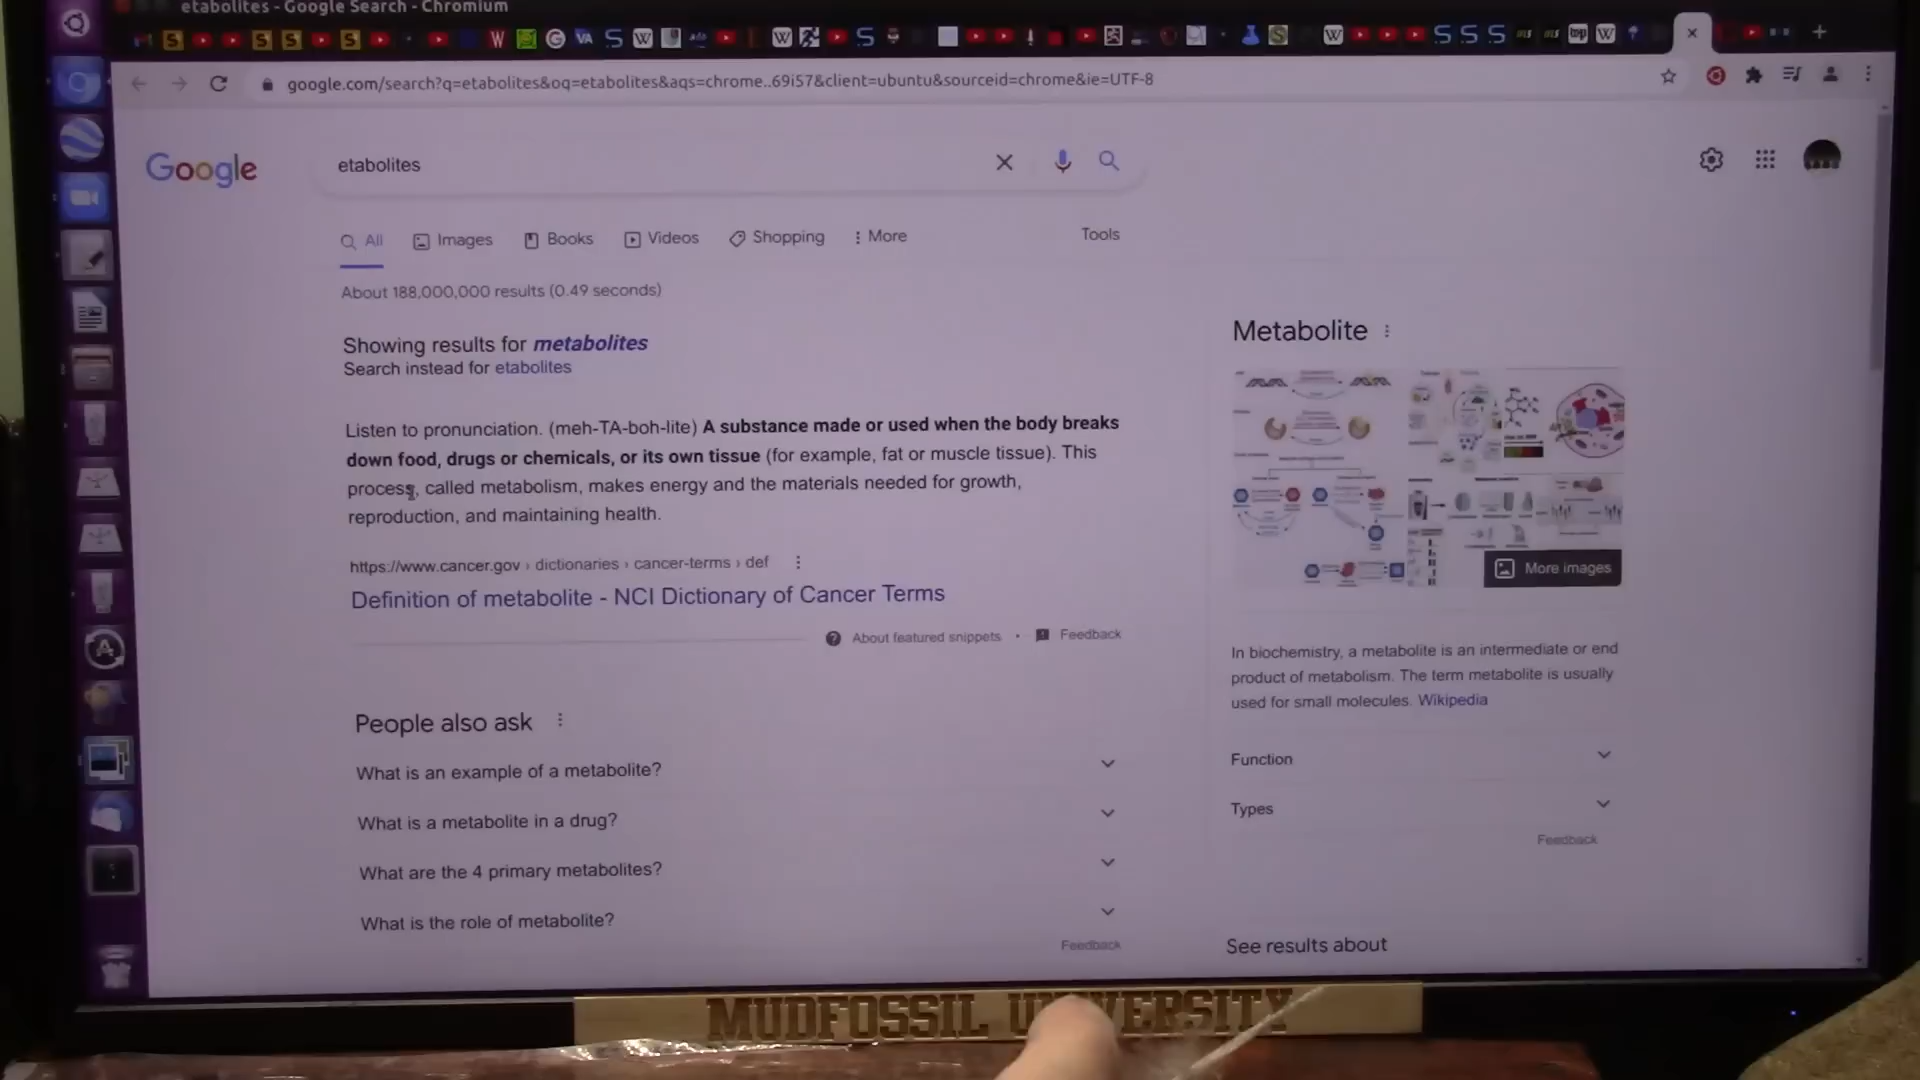 etabolites - Google Search - Chromium
google.com/search?q=etabolites&oq=etabolites&aqs=chrome..69i57&client=ubuntu&sourceid=chrome&ie=UTF-8
Google
etabolites
All
Images
Books
Videos
Shopping
More
Tools
About 188,000,000 results (0.49 seconds)
Showing results for metabolites
Search instead for etabolites
Listen to pronunciation. (meh-TA-boh-lite) A substance made or used when the body breaks
down food, drugs or chemicals, or its own tissue (for example, fat or muscle tissue). This
process, called metabolism, makes energy and the materials needed for growth,
reproduction, and maintaining health.
https://www.cancer.gov › dictionaries › cancer-terms › def
Definition of metabolite - NCI Dictionary of Cancer Terms
About featured snippets • Feedback
People also ask
What is an example of a metabolite?
What is a metabolite in a drug?
What are the 4 primary metabolites?
What is the role of metabolite?
Feedback
Metabolite
More images
In biochemistry, a metabolite is an intermediate or end
product of metabolism. The term metabolite is usually
used for small molecules. Wikipedia
Function
Types
Feedback
See results about
MUDFOSSIL UNIVERSITY